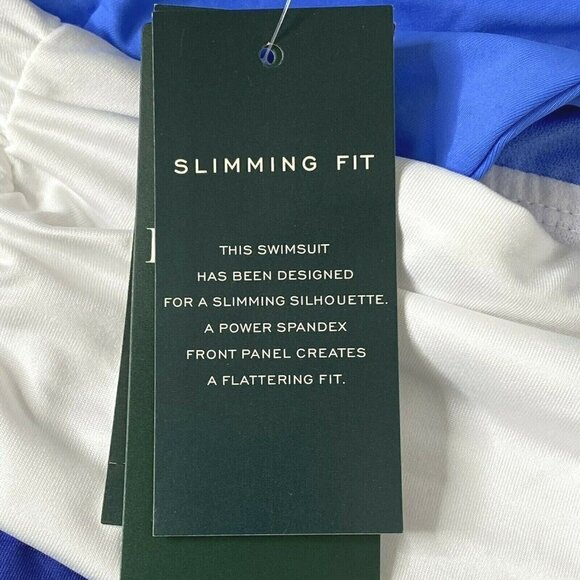 SLIMMING FIT
THIS SWIMSUIT
HAS BEEN DESIGNED
FOR A SLIMMING SILHOUETTE.
A POWER SPANDEX
FRONT PANEL CREATES
A FLATTERING FIT.